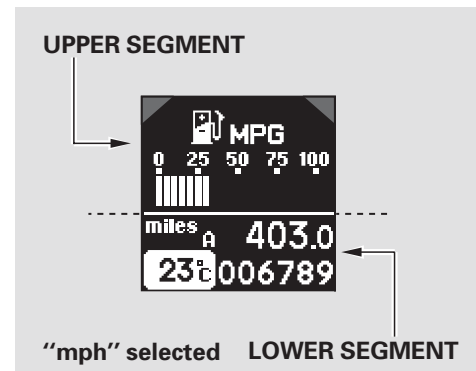 UPPER SEGMENT
MPG
0 25 50 75 100
miles A 403.0
23°C 006789
"mph" selected LOWER SEGMENT